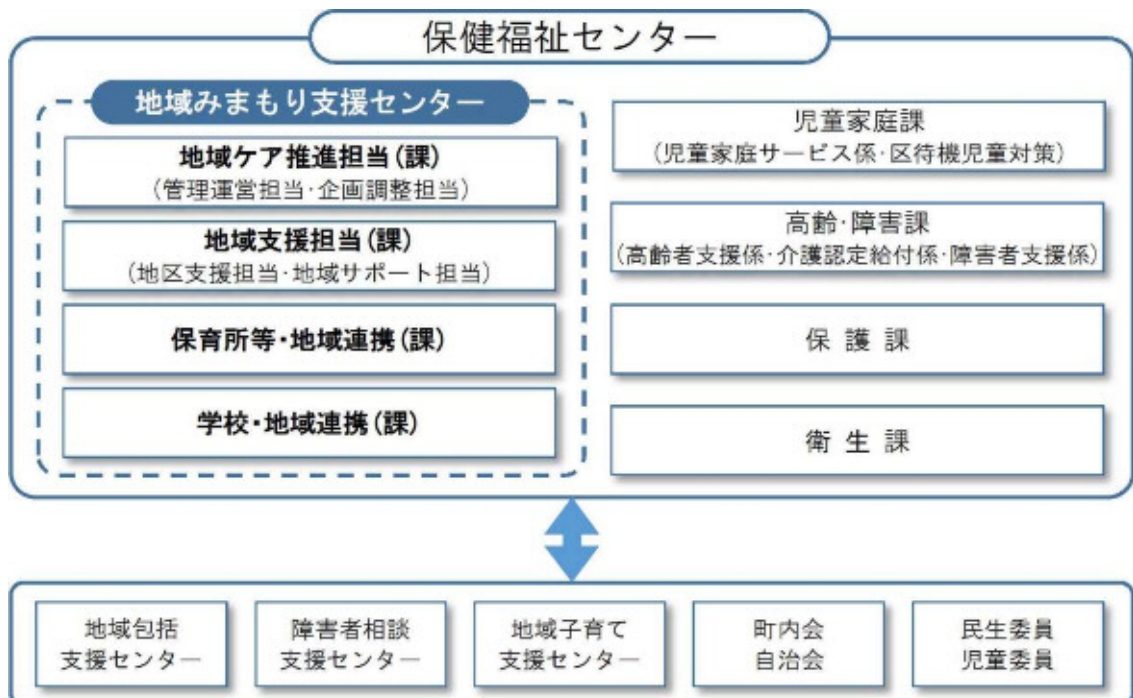 保健福祉センター
地域みまもり支援センター
地域ケア推進担当(課)
(管理運営担当･企画調整担当)
地域支援担当(課)
(地区支援担当･地域サポート担当)
保育所等･地域連携(課)
学校･地域連携(課)
児童家庭課
(児童家庭サービス係･区待機児童対策)
高齢･障害課
(高齢者支援係･介護認定給付係･障害者支援係)
保護課
衛生課
地域包括
支援センター
障害者相談
支援センター
地域子育て
支援センター
町内会
自治会
民生委員
児童委員